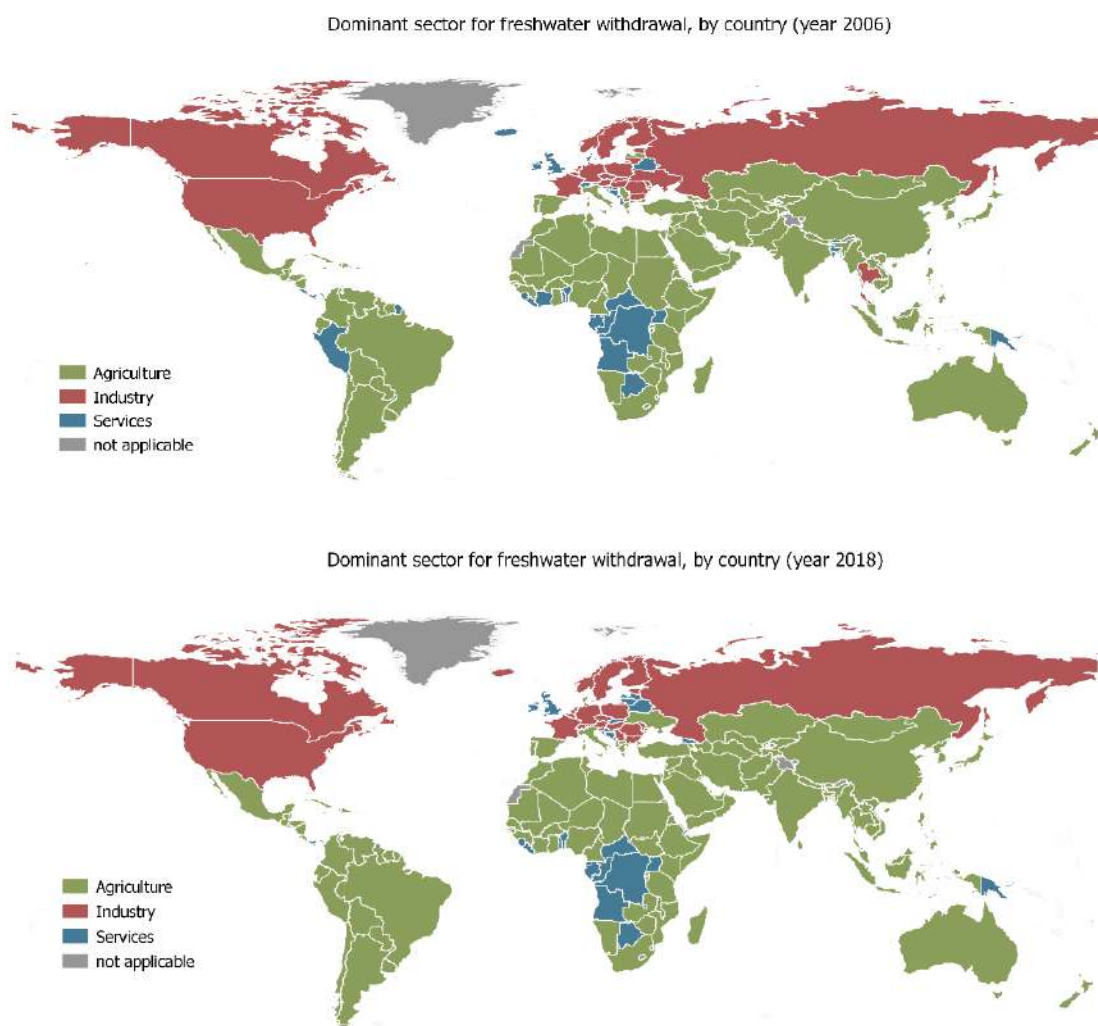 Dominant sector for freshwater withdrawal, by country (year 2006)
Agriculture
Industry
Services
not applicable
Dominant sector for freshwater withdrawal, by country (year 2018)
Agriculture
Industry
Services
not applicable